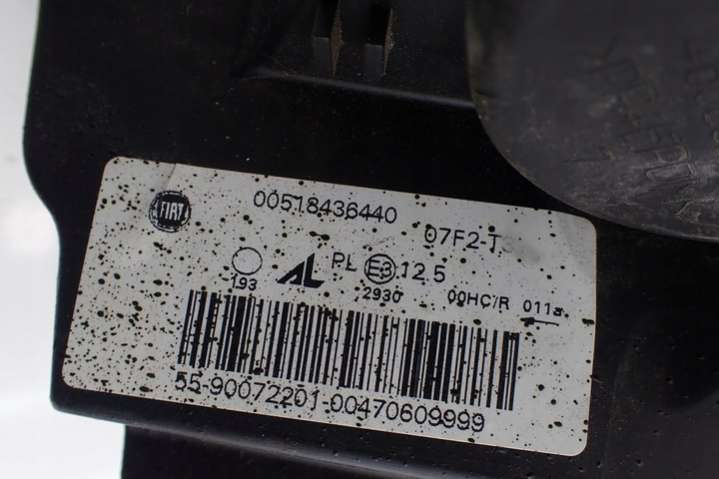 FIAT
00518436440 07F2-T
193 AL PL E3 12.5
2930 00HC/R 011a
55-90072201-00470609999